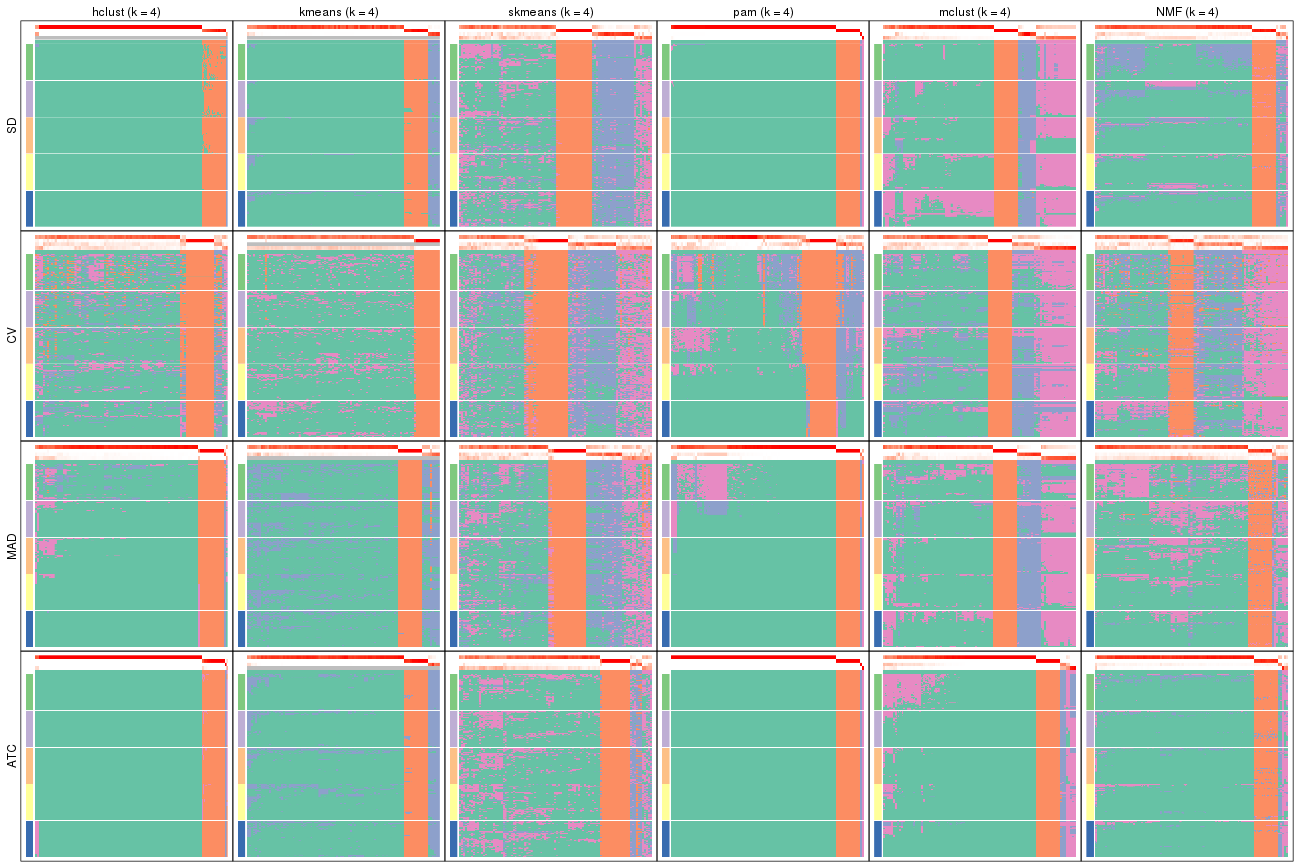 hclust (k = 4) kmeans (k = 4) skmeans (k = 4) pam (k = 4) mclust (k = 4) NMF (k = 4)
SD
CV
MAD
ATC